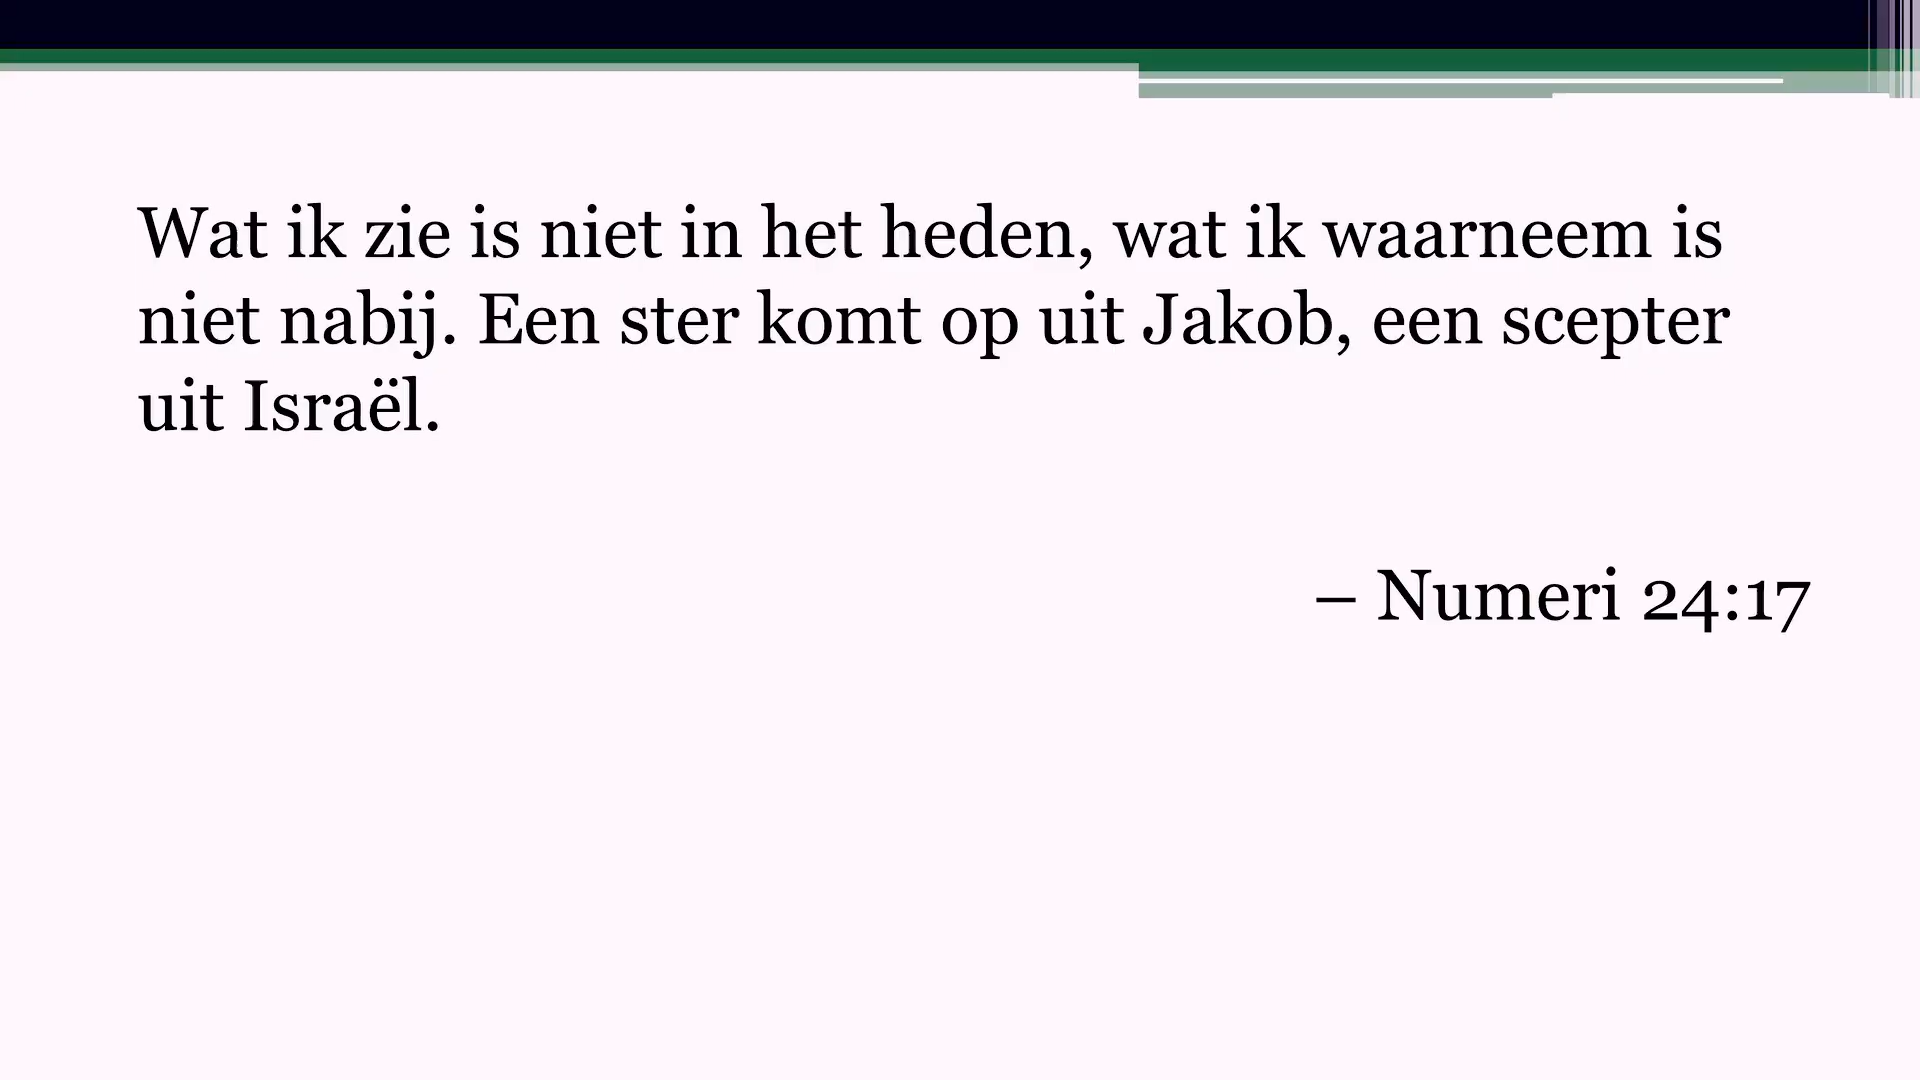 Wat ik zie is niet in het heden, wat ik waarneem is
niet nabij. Een ster komt op uit Jakob, een scepter
uit Israël.
– Numeri 24:17